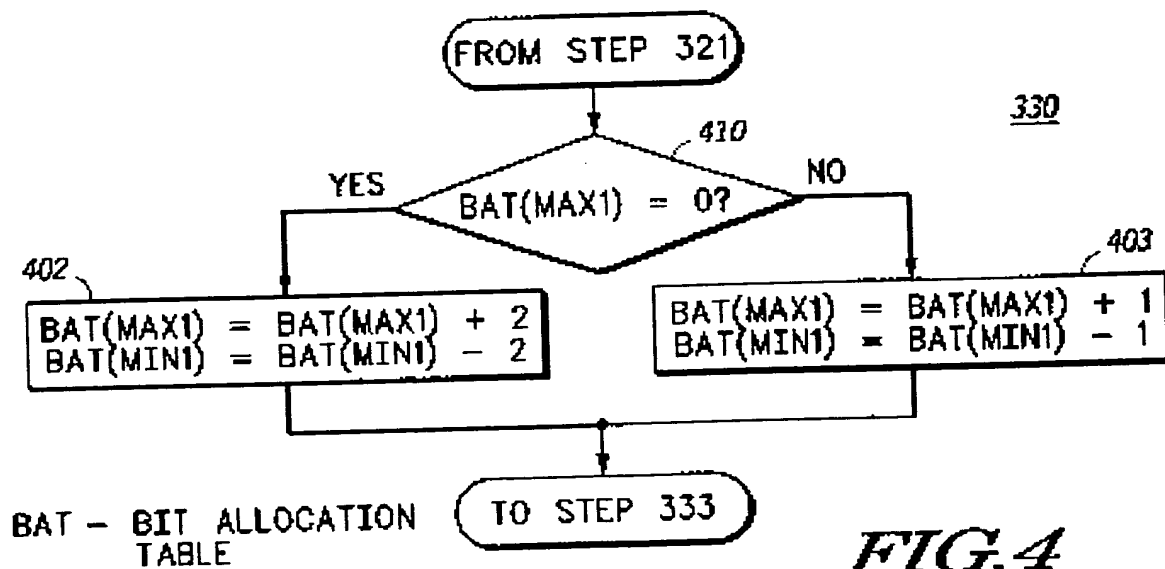 FROM STEP 321
330
410
YES
NO
BAT(MAX1) = 0?
402
403
BAT(MAX1) = BAT(MAX1) + 2
BAT(MIN1) = BAT(MIN1) - 2
BAT(MAX1) = BAT(MAX1) + 1
BAT(MIN1) = BAT(MIN1) - 1
TO STEP 333
BAT - BIT ALLOCATION
TABLE
FIG.4